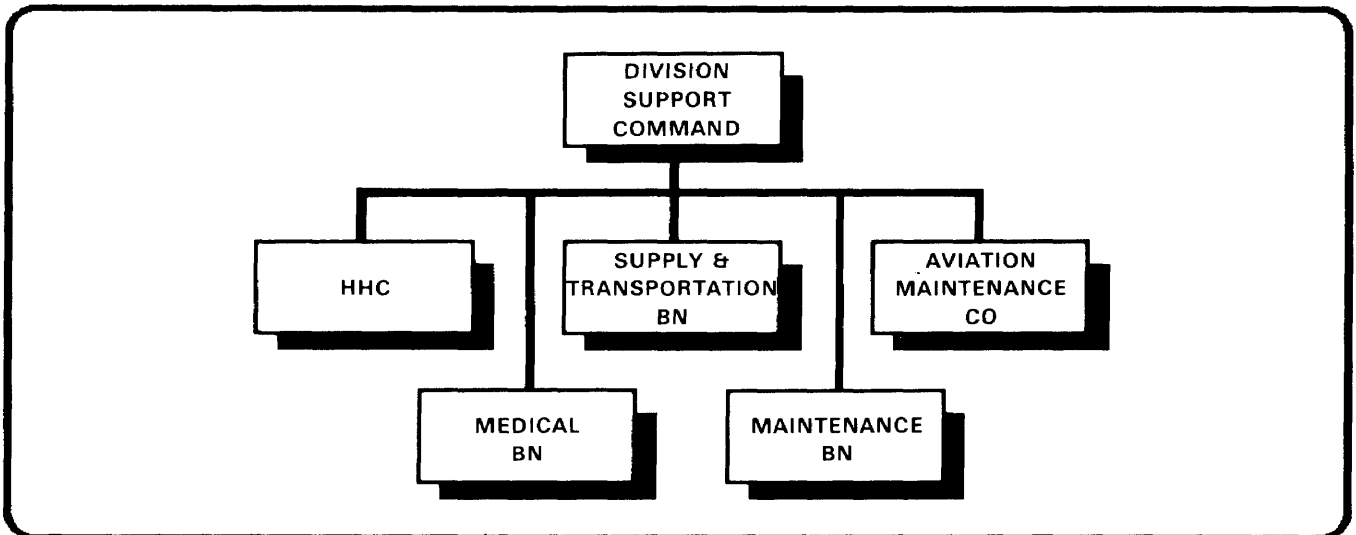 DIVISION
SUPPORT
COMMAND
HHC
SUPPLY &
TRANSPORTATION
BN
AVIATION
MAINTENANCE
CO
MEDICAL
BN
MAINTENANCE
BN